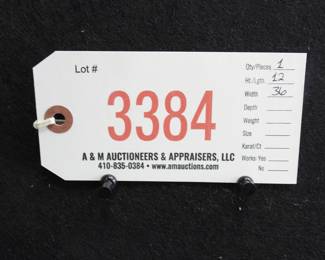 Lot #
3384
A & M AUCTIONEERS & APPRAISERS, LLC
410-835-0384 • www.amauctions.com
Qty/Pieces 1
Ht./Lgth. 12
Width 36
Depth
Weight
Size
Karat/Ct
Works- Yes
No